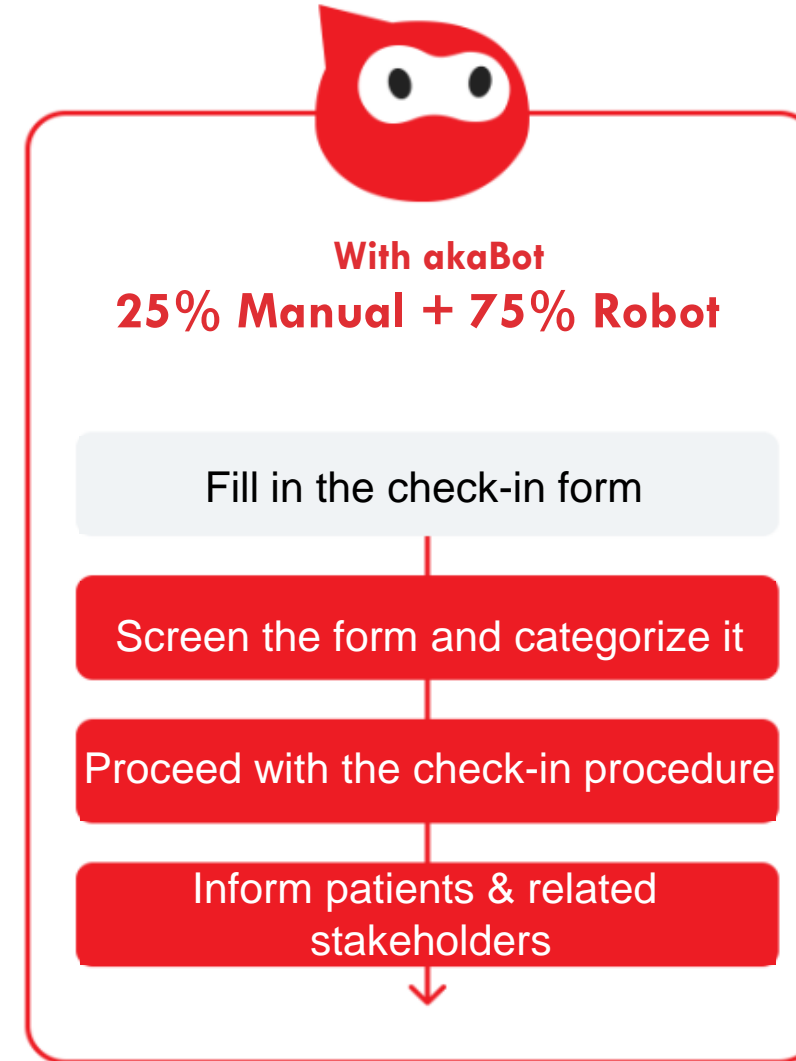 With akaBot
25% Manual + 75% Robot
Fill in the check-in form
Screen the form and categorize it
Proceed with the check-in procedure
Inform patients & related
stakeholders